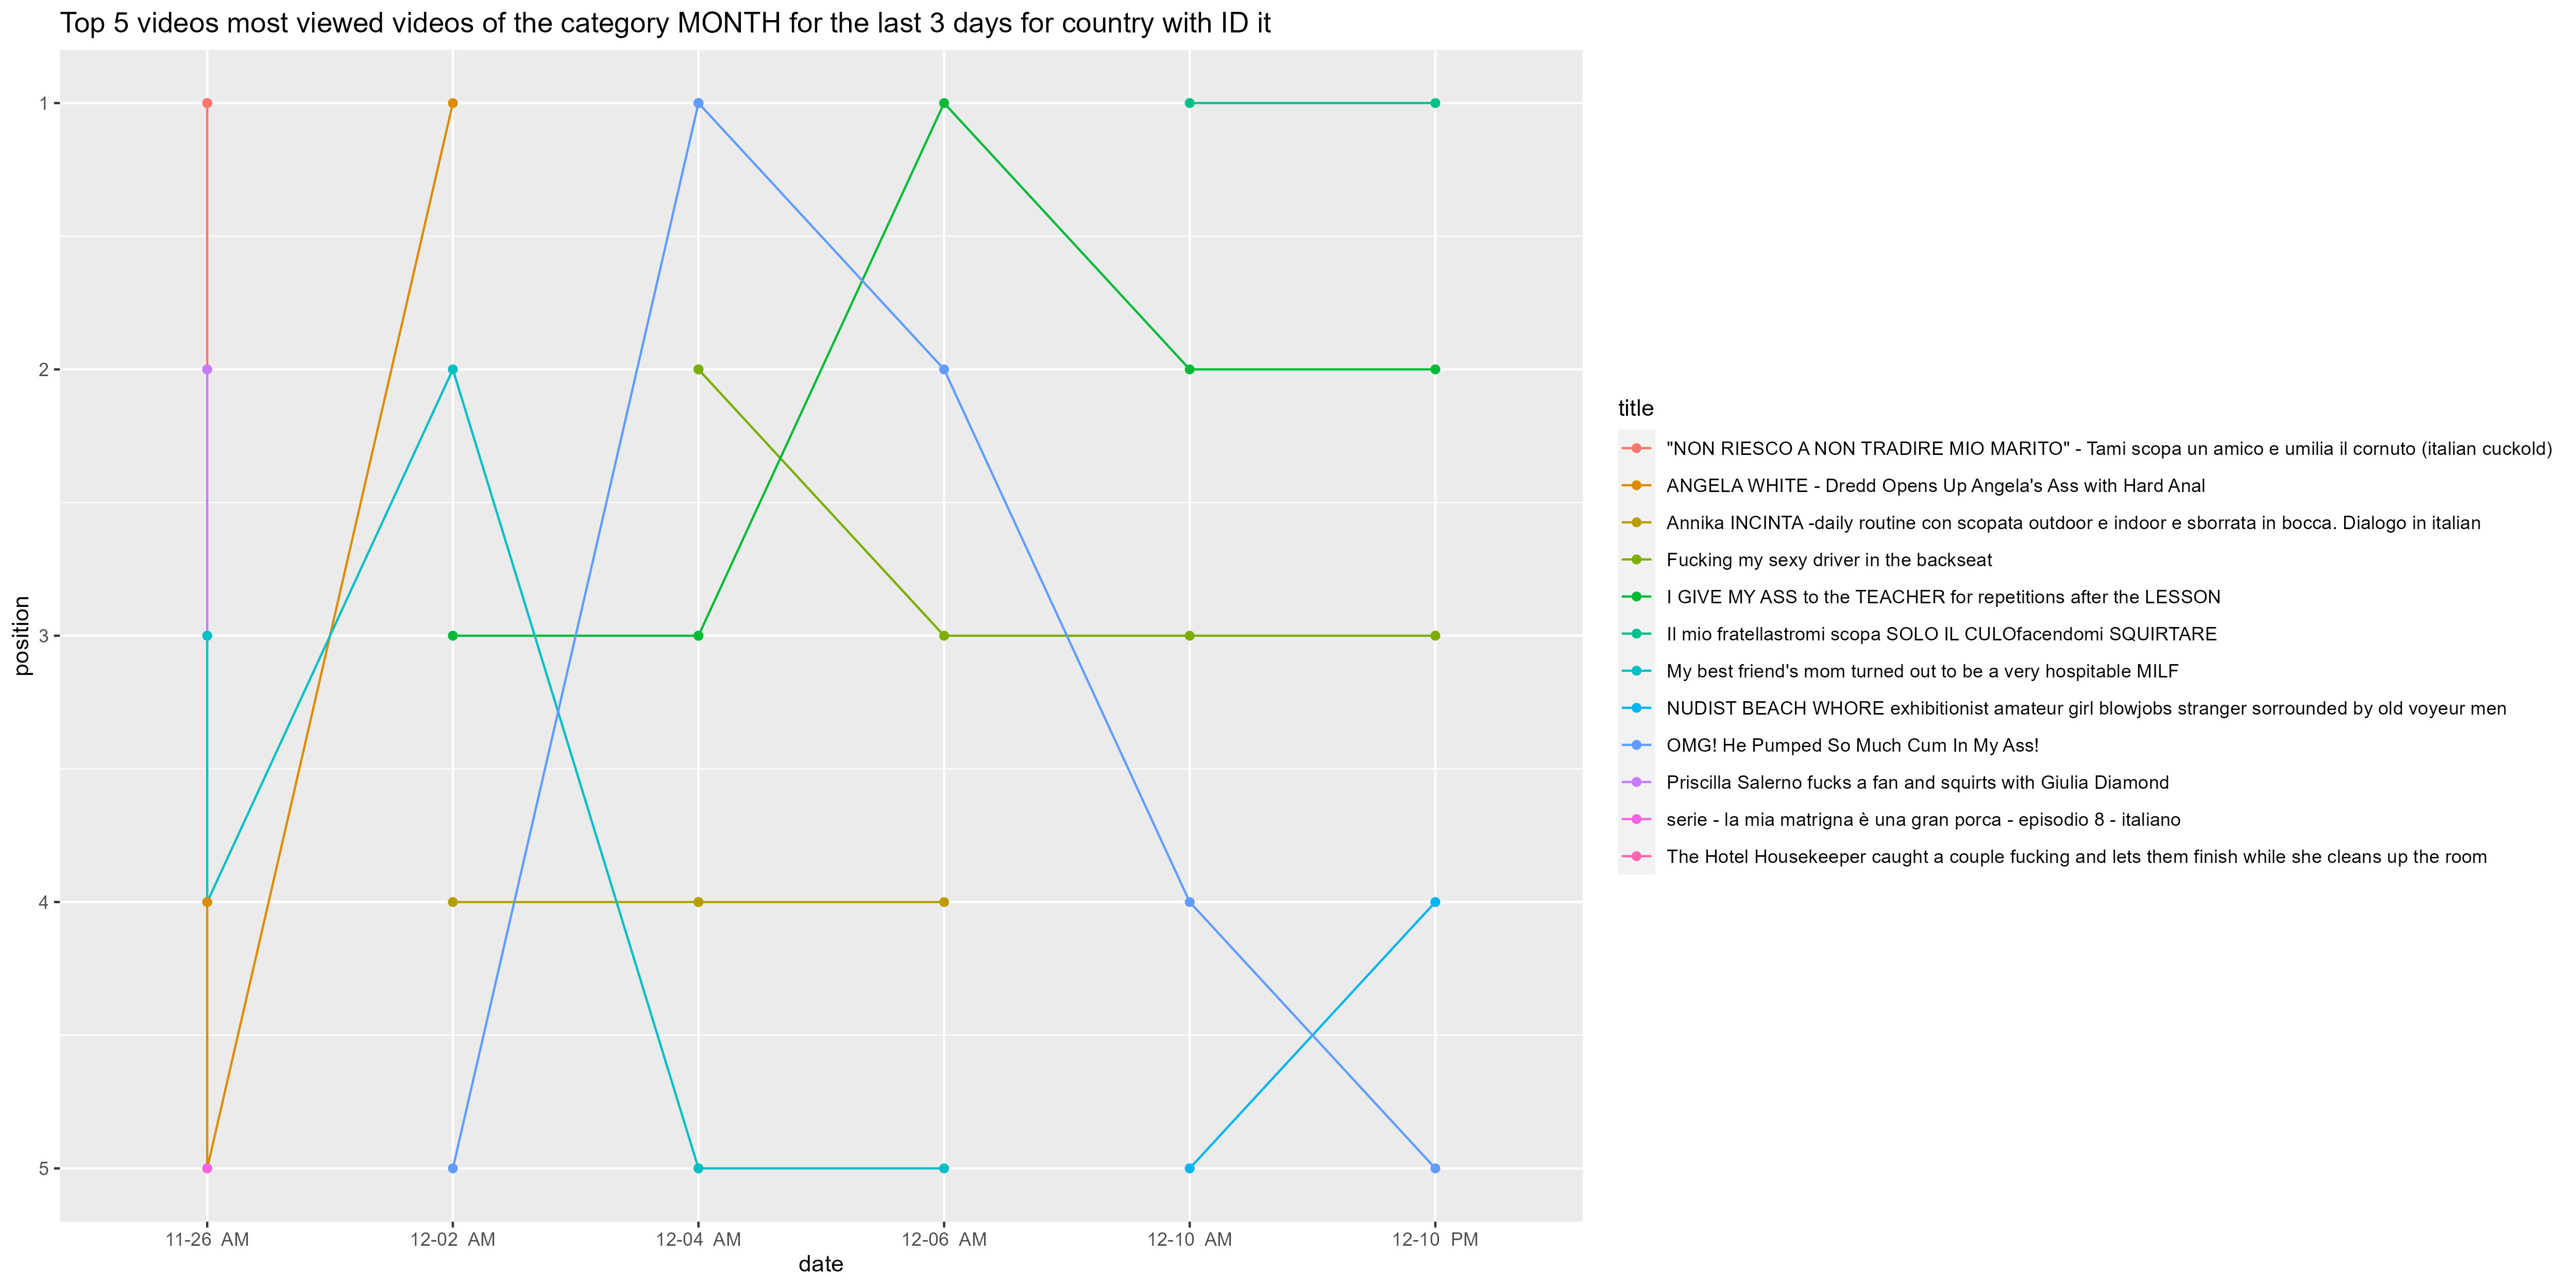 Top 5 videos most viewed videos of the category MONTH for the last 3 days for country with ID it
1
2
3
4
5
position
11-26 AM
12-02 AM
12-04 AM
12-06 AM
12-10 AM
12-10 PM
date
title
"NON RIESCO A NON TRADIRE MIO MARITO" - Tami scopa un amico e umilia il cornuto (italian cuckold)
ANGELA WHITE - Dredd Opens Up Angela's Ass with Hard Anal
Annika INCINTA -daily routine con scopata outdoor e indoor e sborrata in bocca. Dialogo in italian
Fucking my sexy driver in the backseat
I GIVE MY ASS to the TEACHER for repetitions after the LESSON
Il mio fratellastromi scopa SOLO IL CULOfacendomi SQUIRTARE
My best friend's mom turned out to be a very hospitable MILF
NUDIST BEACH WHORE exhibitionist amateur girl blowjobs stranger sorrounded by old voyeur men
OMG! He Pumped So Much Cum In My Ass!
Priscilla Salerno fucks a fan and squirts with Giulia Diamond
serie - la mia matrigna è una gran porca - episodio 8 - italiano
The Hotel Housekeeper caught a couple fucking and lets them finish while she cleans up the room